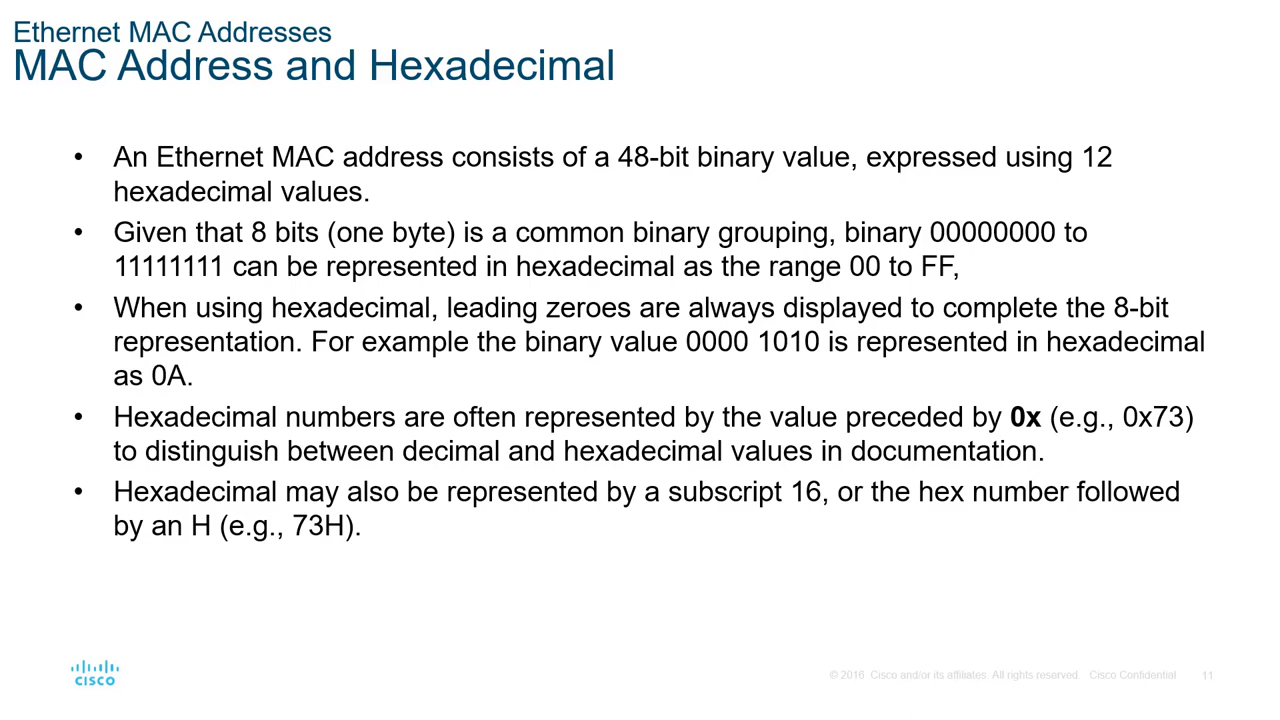 Ethernet MAC Addresses
MAC Address and Hexadecimal
• An Ethernet MAC address consists of a 48-bit binary value, expressed using 12
hexadecimal values.
• Given that 8 bits (one byte) is a common binary grouping, binary 00000000 to
11111111 can be represented in hexadecimal as the range 00 to FF,
• When using hexadecimal, leading zeroes are always displayed to complete the 8-bit
representation. For example the binary value 0000 1010 is represented in hexadecimal
as 0A.
• Hexadecimal numbers are often represented by the value preceded by 0x (e.g., 0x73)
to distinguish between decimal and hexadecimal values in documentation.
• Hexadecimal may also be represented by a subscript 16, or the hex number followed
by an H (e.g., 73H).
CISCO
© 2016 Cisco and/or its affiliates. All rights reserved. Cisco Confidential 11